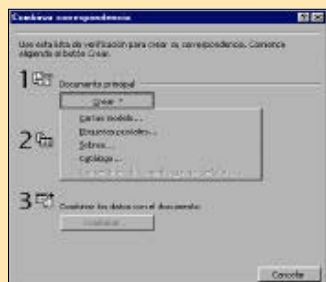 Combinar correspondencia
Use esta lista de verificación para crear su correspondencia. Comience
eligiendo el botón Crear.
1 Documento principal
Crear
Cartas modelo...
Etiquetas postales...
Sobres...
Catálogo...
2
3 Combinar los datos con el documento
Combinar...
Cancelar